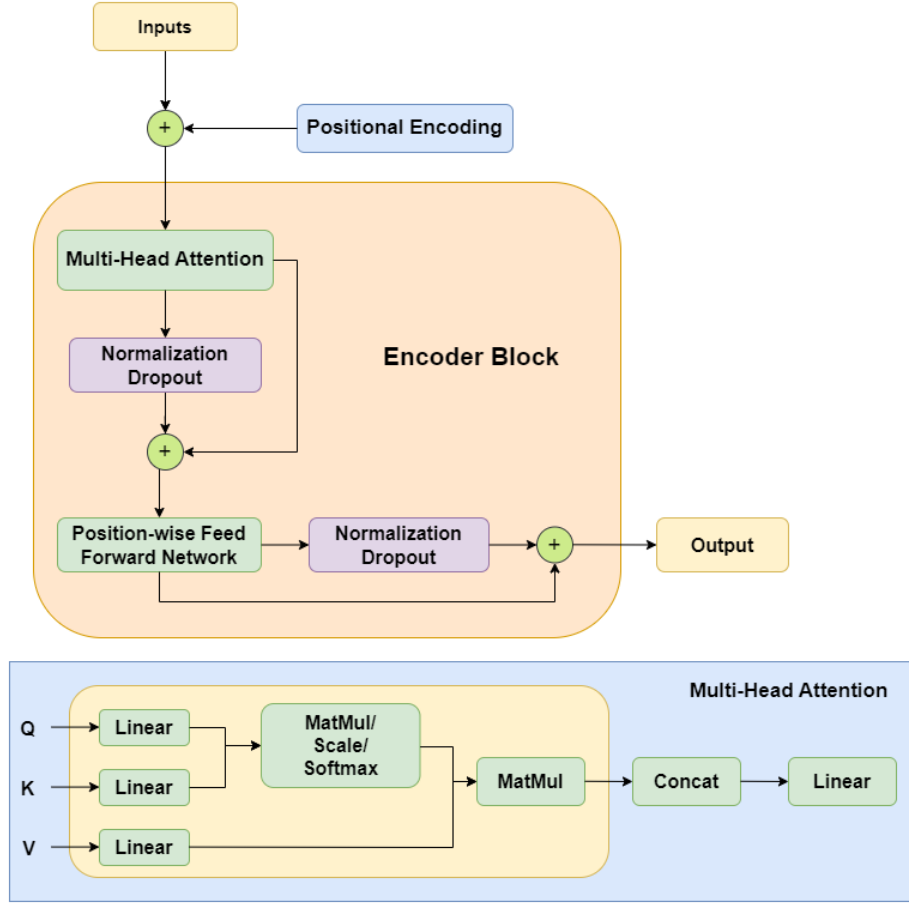 Inputs
+
Positional Encoding
Multi-Head Attention
Normalization
Dropout
Encoder Block
+
Position-wise Feed
Forward Network
Normalization
Dropout
+
Output
Multi-Head Attention
Q
Linear
MatMul/
Scale/
Softmax
K
Linear
MatMul
Concat
Linear
V
Linear